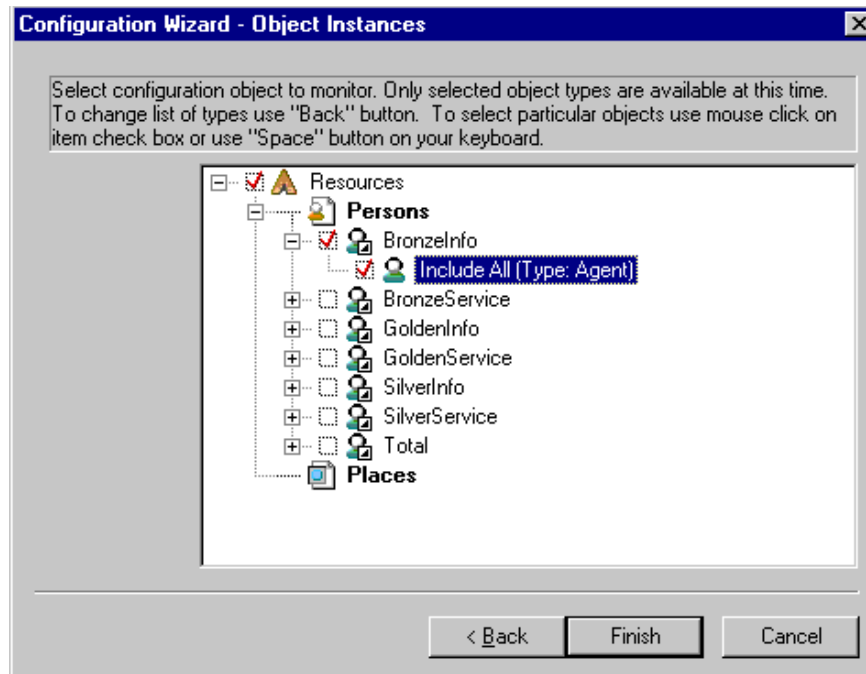 Configuration Wizard - Object Instances
Select configuration object to monitor. Only selected object types are available at this time.
To change list of types use "Back" button.  To select particular objects use mouse click on
item check box or use "Space" button on your keyboard.
Resources
Persons
BronzeInfo
Include All (Type: Agent)
BronzeService
GoldenInfo
GoldenService
SilverInfo
SilverService
Total
Places
< Back
Finish
Cancel